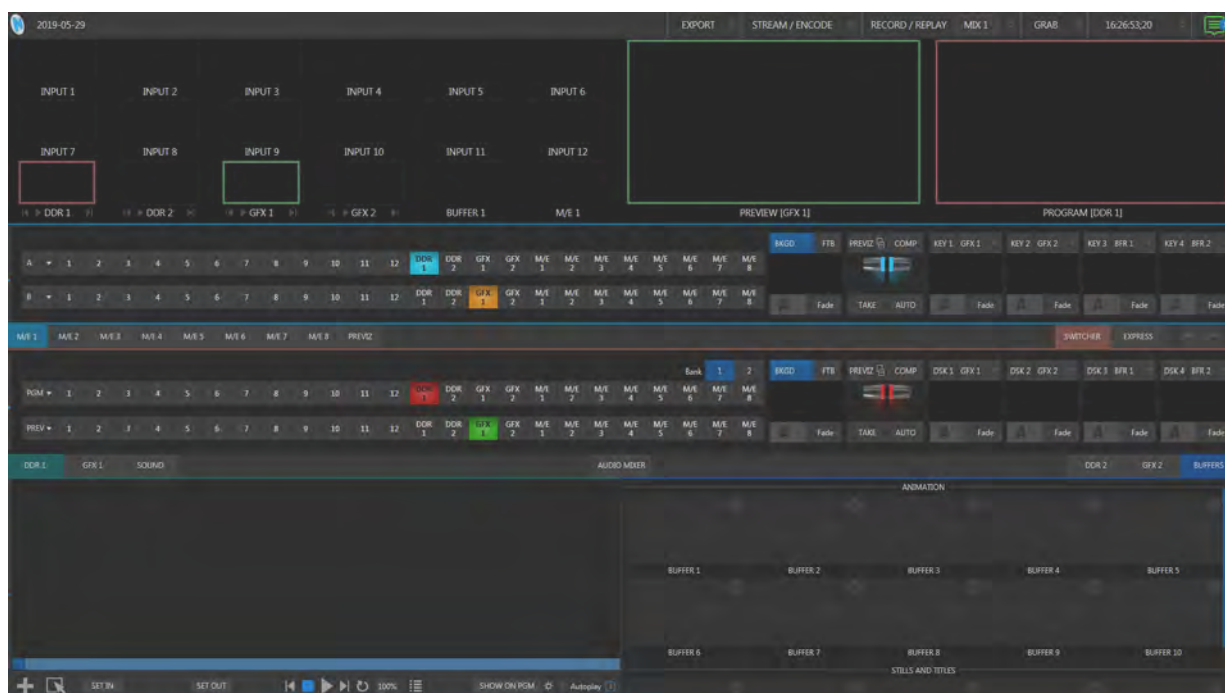 2019-05-29 EXPORT STREAM / ENCODE RECORD / REPLAY MIX 1 GRAB 16:26:53;20
INPUT 1 INPUT 2 INPUT 3 INPUT 4 INPUT 5 INPUT 6
INPUT 7 INPUT 8 INPUT 9 INPUT 10 INPUT 11 INPUT 12
DDR 1 DDR 2 GFX 1 GFX 2 BUFFER 1 M/E 1 PREVIEW [GFX 1] PROGRAM [DDR 1]
BKGD FTB PREVIZ COMP KEY 1 GFX 1 KEY 2 GFX 2 KEY 3 BFR 1 KEY 4 BFR 2
A 1 2 3 4 5 6 7 8 9 10 11 12 DDR 1 DDR 2 GFX 1 GFX 2 M/E 1 M/E 2 M/E 3 M/E 4 M/E 5 M/E 6 M/E 7 M/E 8
B 1 2 3 4 5 6 7 8 9 10 11 12 DDR 1 DDR 2 GFX 1 GFX 2 M/E 1 M/E 2 M/E 3 M/E 4 M/E 5 M/E 6 M/E 7 M/E 8
Fade TAKE AUTO Fade Fade Fade Fade
M/E 1 M/E 2 M/E 3 M/E 4 M/E 5 M/E 6 M/E 7 M/E 8 PREVIZ SWITCHER EXPRESS
Bank 1 2 BKGD FTB PREVIZ COMP DSK 1 GFX 1 DSK 2 GFX 2 DSK 3 BFR 1 DSK 4 BFR 2
PGM 1 2 3 4 5 6 7 8 9 10 11 12 DDR 1 DDR 2 GFX 1 GFX 2 M/E 1 M/E 2 M/E 3 M/E 4 M/E 5 M/E 6 M/E 7 M/E 8
PREV 1 2 3 4 5 6 7 8 9 10 11 12 DDR 1 DDR 2 GFX 1 GFX 2 M/E 1 M/E 2 M/E 3 M/E 4 M/E 5 M/E 6 M/E 7 M/E 8
Fade TAKE AUTO Fade Fade Fade Fade
DDR 1 GFX 1 SOUND AUDIO MIXER DDR 2 GFX 2 BUFFERS
ANIMATION
BUFFER 1 BUFFER 2 BUFFER 3 BUFFER 4 BUFFER 5
BUFFER 6 BUFFER 7 BUFFER 8 BUFFER 9 BUFFER 10
STILLS AND TITLES
SET IN SET OUT 100% SHOW ON PGM Autoplay